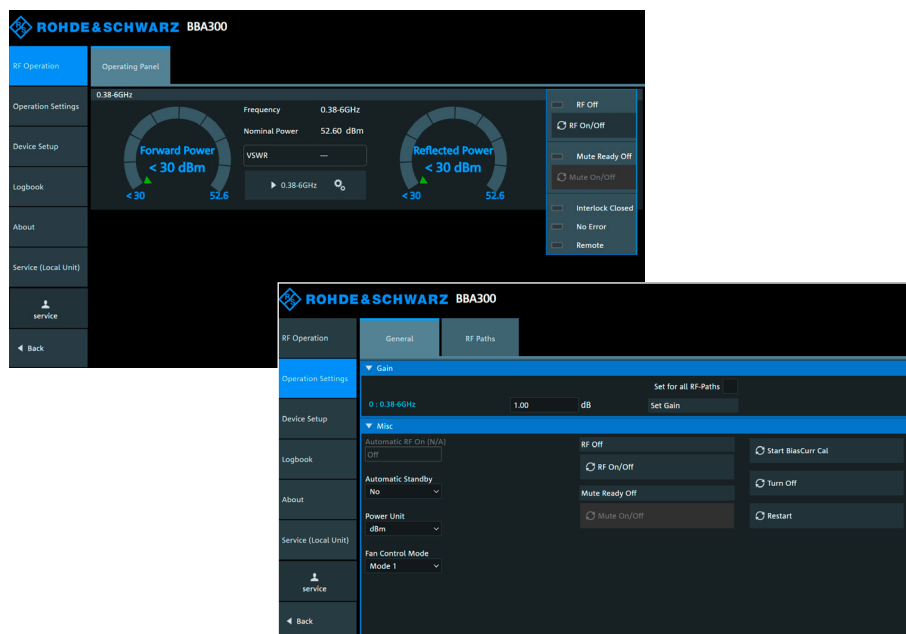 ROHDE & SCHWARZ BBA300
RF Operation
Operation Settings
Device Setup
Logbook
About
Service (Local Unit)
service
Back
Operating Panel
0.38-6GHz
Forward Power
< 30 dBm
< 30
52.6
Frequency 0.38-6GHz
Nominal Power 52.60 dBm
VSWR —
0.38-6GHz
Reflected Power
< 30 dBm
< 30
52.6
RF Off
RF On/Off
Mute Ready Off
Mute On/Off
Interlock Closed
No Error
Remote
ROHDE & SCHWARZ BBA300
RF Operation
Operation Settings
Device Setup
Logbook
About
Service (Local Unit)
service
Back
General
RF Paths
Gain
Set for all RF-Paths
0 : 0.38-6GHz 1.00 dB Set Gain
Misc
Automatic RF On (N/A)
Off
Automatic Standby
No
Power Unit
dBm
Fan Control Mode
Mode 1
RF Off
RF On/Off
Mute Ready Off
Mute On/Off
Start BiasCurr Cal
Turn Off
Restart